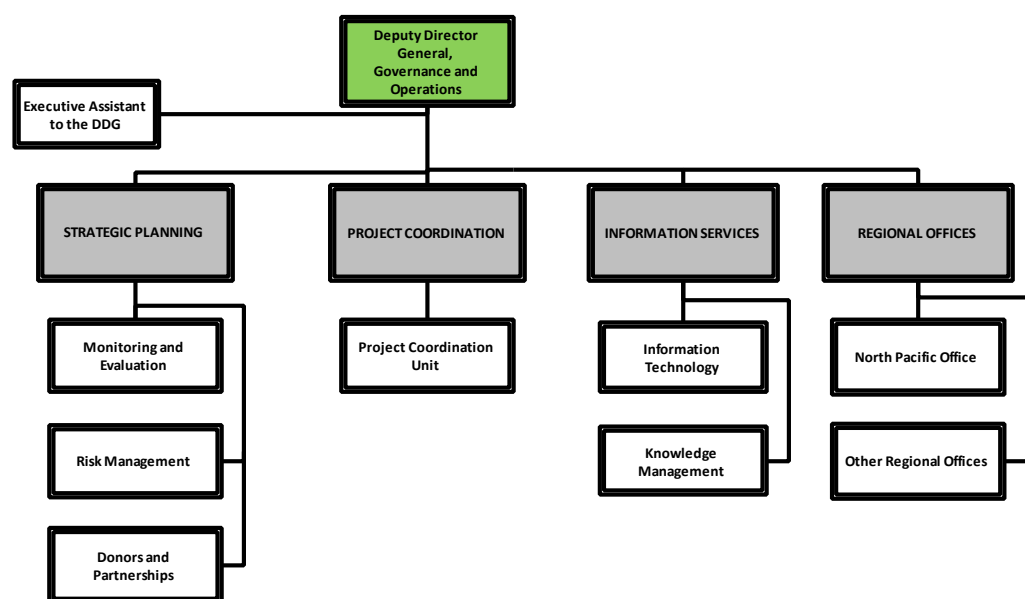 Deputy Director
General,
Governance and
Operations
Executive Assistant
to the DDG
STRATEGIC PLANNING
PROJECT COORDINATION
INFORMATION SERVICES
REGIONAL OFFICES
Monitoring and
Evaluation
Project Coordination
Unit
Information
Technology
North Pacific Office
Risk Management
Knowledge
Management
Other Regional Offices
Donors and
Partnerships